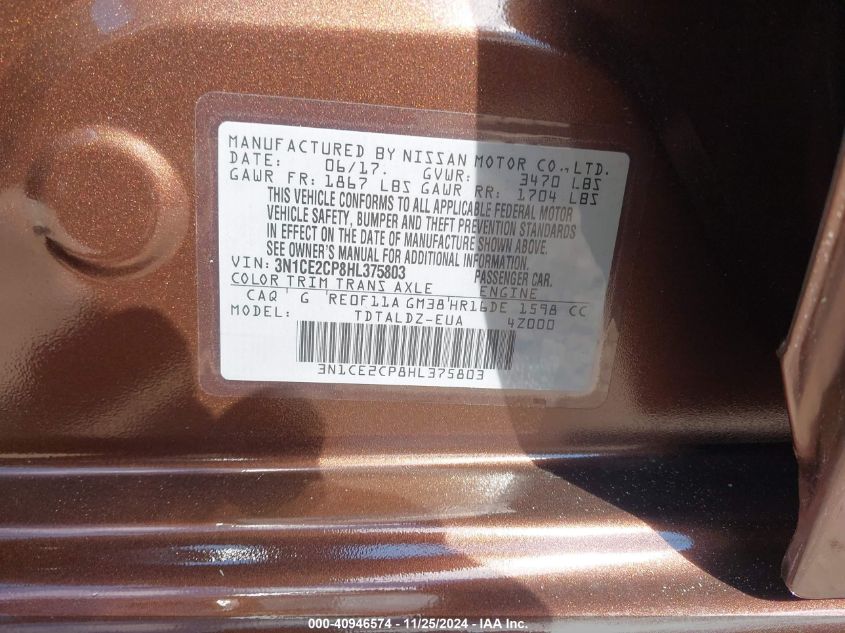 MANUFACTURED BY NISSAN MOTOR CO., LTD.
DATE: 06/17. GVWR: 3470 LBS
GAWR FR: 1867 LBS GAWR RR: 1704 LBS
THIS VEHICLE CONFORMS TO ALL APPLICABLE FEDERAL MOTOR
VEHICLE SAFETY, BUMPER AND THEFT PREVENTION STANDARDS
IN EFFECT ON THE DATE OF MANUFACTURE SHOWN ABOVE.
SEE OWNER'S MANUAL FOR ADDITIONAL INFORMATION.
VIN: 3N1CE2CP8HL375803 PASSENGER CAR.
COLOR TRIM TRANS AXLE ENGINE
CAQ ' G RE0F11A GM38'HR16DE 1598 CC
MODEL: TDTALDZ-EUA 4Z000
3N1CE2CP8HL375803
000-40946574 - 11/25/2024 - IAA, Inc.